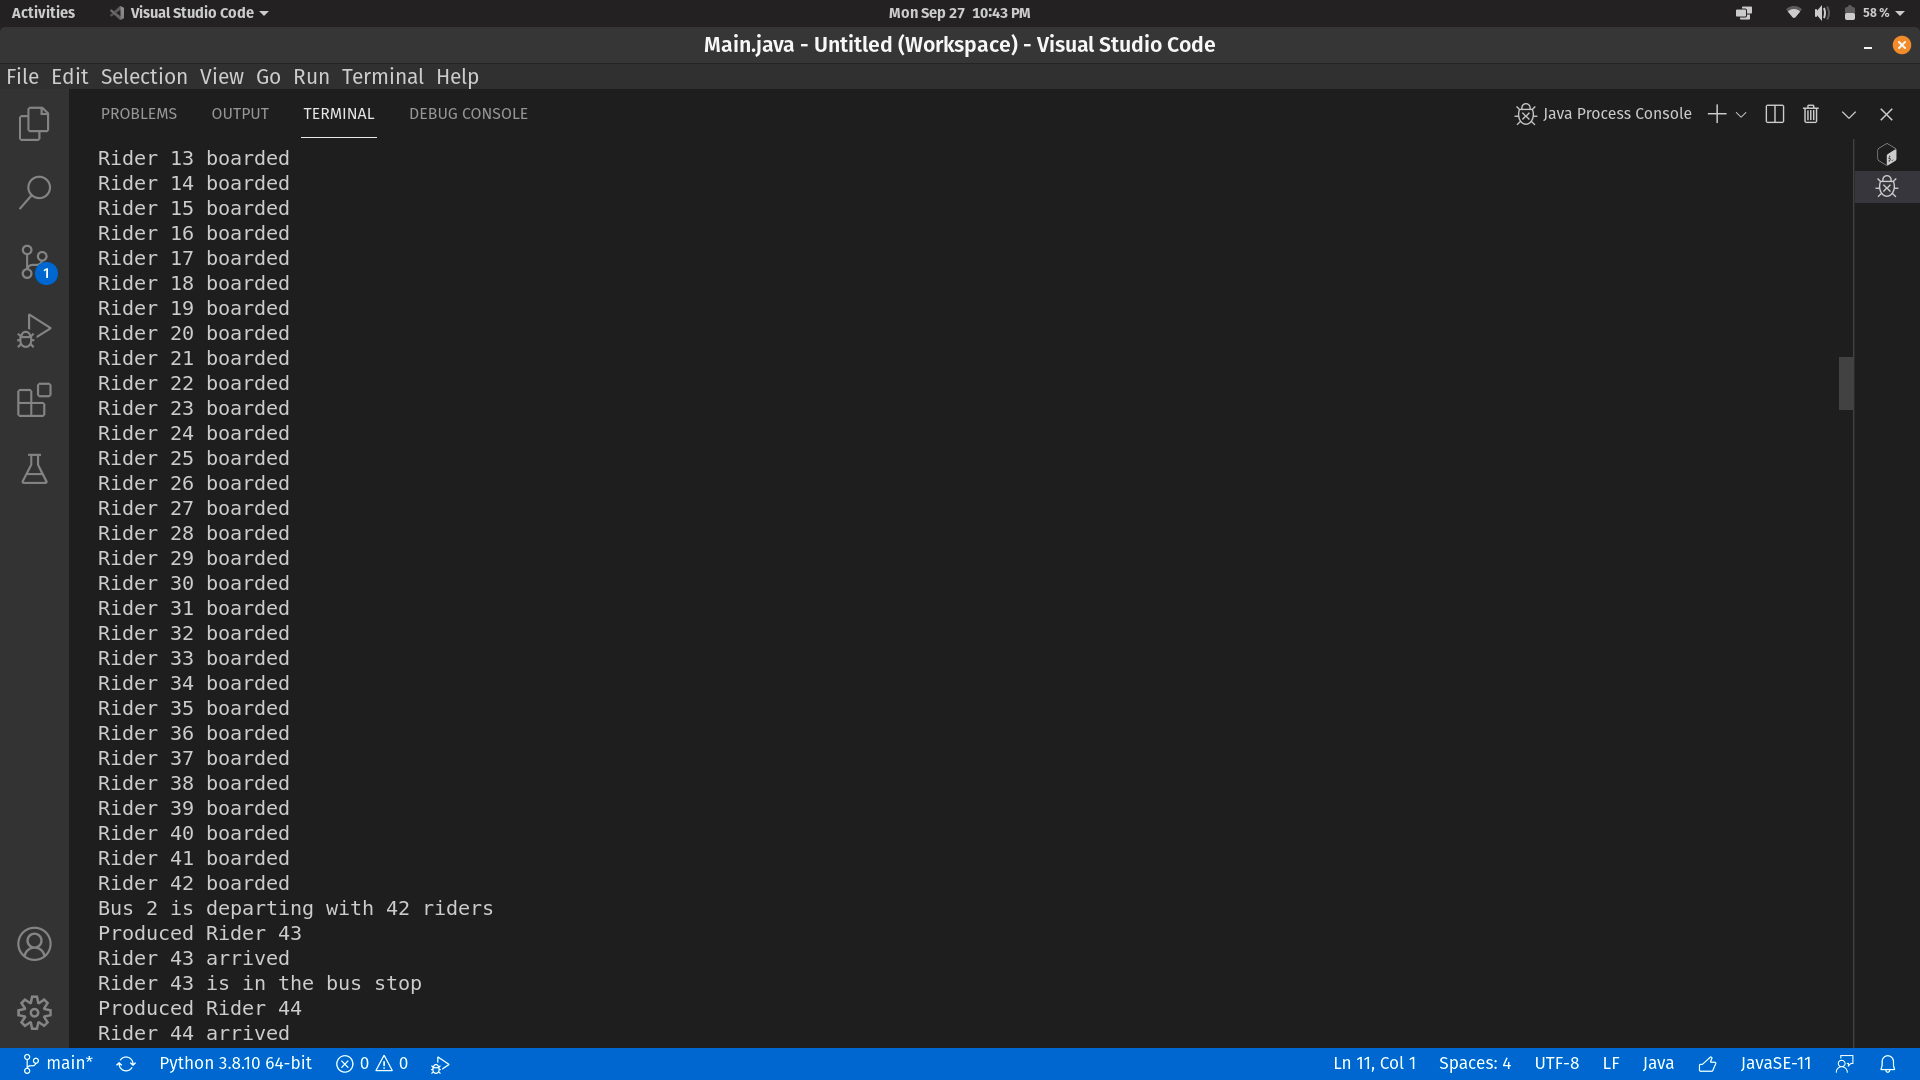 Activities Visual Studio Code Mon Sep 27 10:43 PM 58 %
Main.java - Untitled (Workspace) - Visual Studio Code
File Edit Selection View Go Run Terminal Help
PROBLEMS OUTPUT TERMINAL DEBUG CONSOLE Java Process Console
Rider 13 boarded
Rider 14 boarded
Rider 15 boarded
Rider 16 boarded
Rider 17 boarded
Rider 18 boarded
Rider 19 boarded
Rider 20 boarded
Rider 21 boarded
Rider 22 boarded
Rider 23 boarded
Rider 24 boarded
Rider 25 boarded
Rider 26 boarded
Rider 27 boarded
Rider 28 boarded
Rider 29 boarded
Rider 30 boarded
Rider 31 boarded
Rider 32 boarded
Rider 33 boarded
Rider 34 boarded
Rider 35 boarded
Rider 36 boarded
Rider 37 boarded
Rider 38 boarded
Rider 39 boarded
Rider 40 boarded
Rider 41 boarded
Rider 42 boarded
Bus 2 is departing with 42 riders
Produced Rider 43
Rider 43 arrived
Rider 43 is in the bus stop
Produced Rider 44
Rider 44 arrived
1
main* Python 3.8.10 64-bit 0 0 Ln 11, Col 1 Spaces: 4 UTF-8 LF Java JavaSE-11